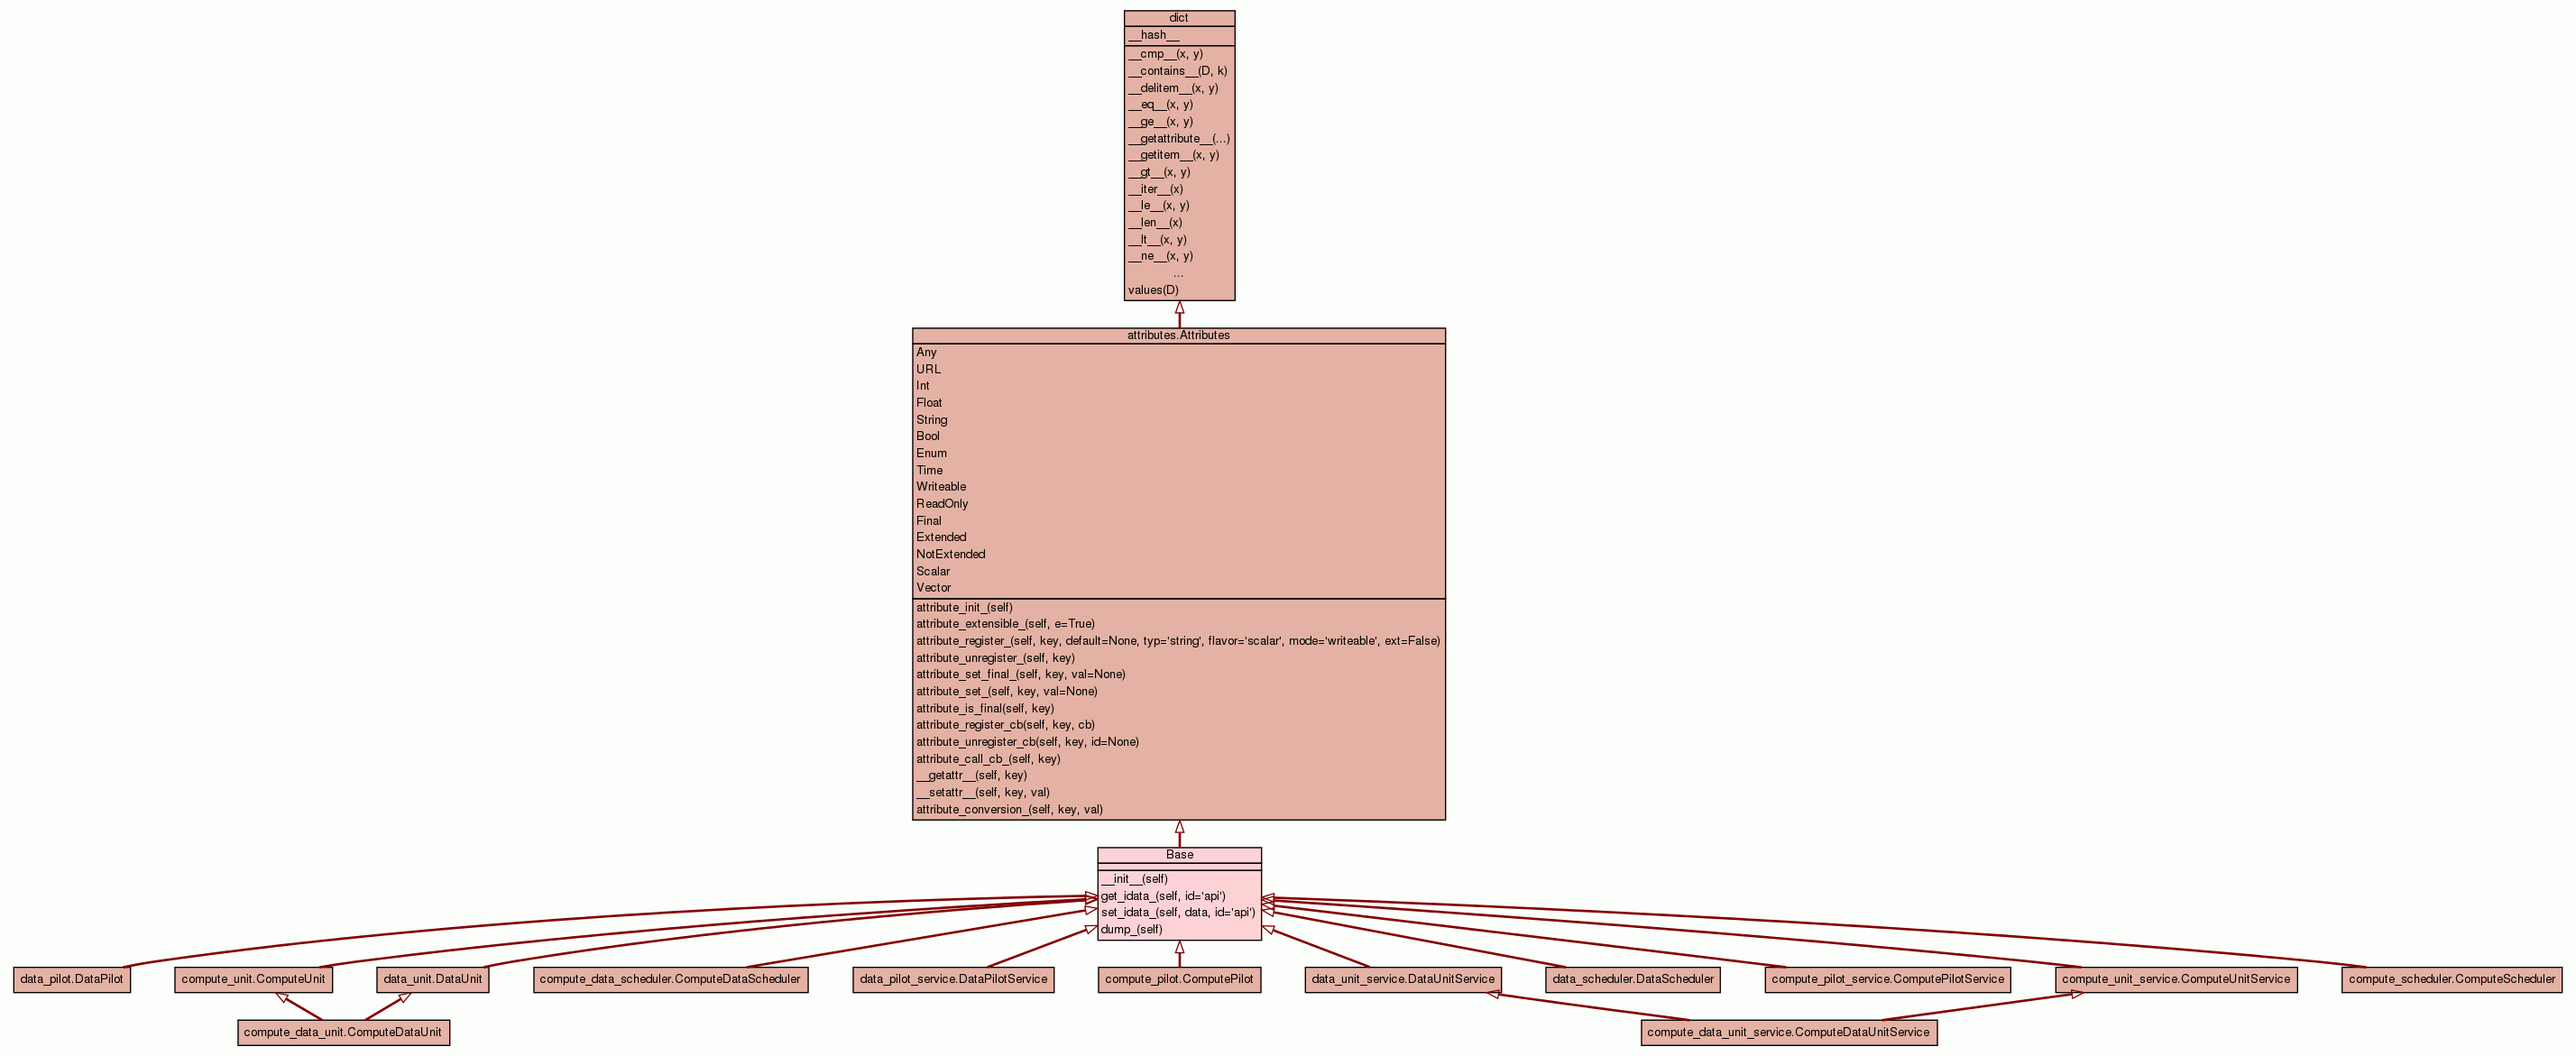 dict
__hash__
__cmp__(x, y)
__contains__(D, k)
__delitem__(x, y)
__eq__(x, y)
__ge__(x, y)
__getattribute__(...)
__getitem__(x, y)
__gt__(x, y)
__iter__(x)
__le__(x, y)
__len__(x)
__lt__(x, y)
__ne__(x, y)
...
values(D)
attributes.Attributes
Any
URL
Int
Float
String
Bool
Enum
Time
Writeable
ReadOnly
Final
Extended
NotExtended
Scalar
Vector
attribute_init_(self)
attribute_extensible_(self, e=True)
attribute_register_(self, key, default=None, typ='string', flavor='scalar', mode='writeable', ext=False)
attribute_unregister_(self, key)
attribute_set_final_(self, key, val=None)
attribute_set_(self, key, val=None)
attribute_is_final(self, key)
attribute_register_cb(self, key, cb)
attribute_unregister_cb(self, key, id=None)
attribute_call_cb_(self, key)
__getattr__(self, key)
__setattr__(self, key, val)
attribute_conversion_(self, key, val)
Base
__init__(self)
get_idata_(self, id='api')
set_idata_(self, data, id='api')
dump_(self)
data_pilot.DataPilot
compute_unit.ComputeUnit
data_unit.DataUnit
compute_data_scheduler.ComputeDataScheduler
data_pilot_service.DataPilotService
compute_pilot.ComputePilot
data_unit_service.DataUnitService
data_scheduler.DataScheduler
compute_pilot_service.ComputePilotService
compute_unit_service.ComputeUnitService
compute_scheduler.ComputeScheduler
compute_data_unit.ComputeDataUnit
compute_data_unit_service.ComputeDataUnitService